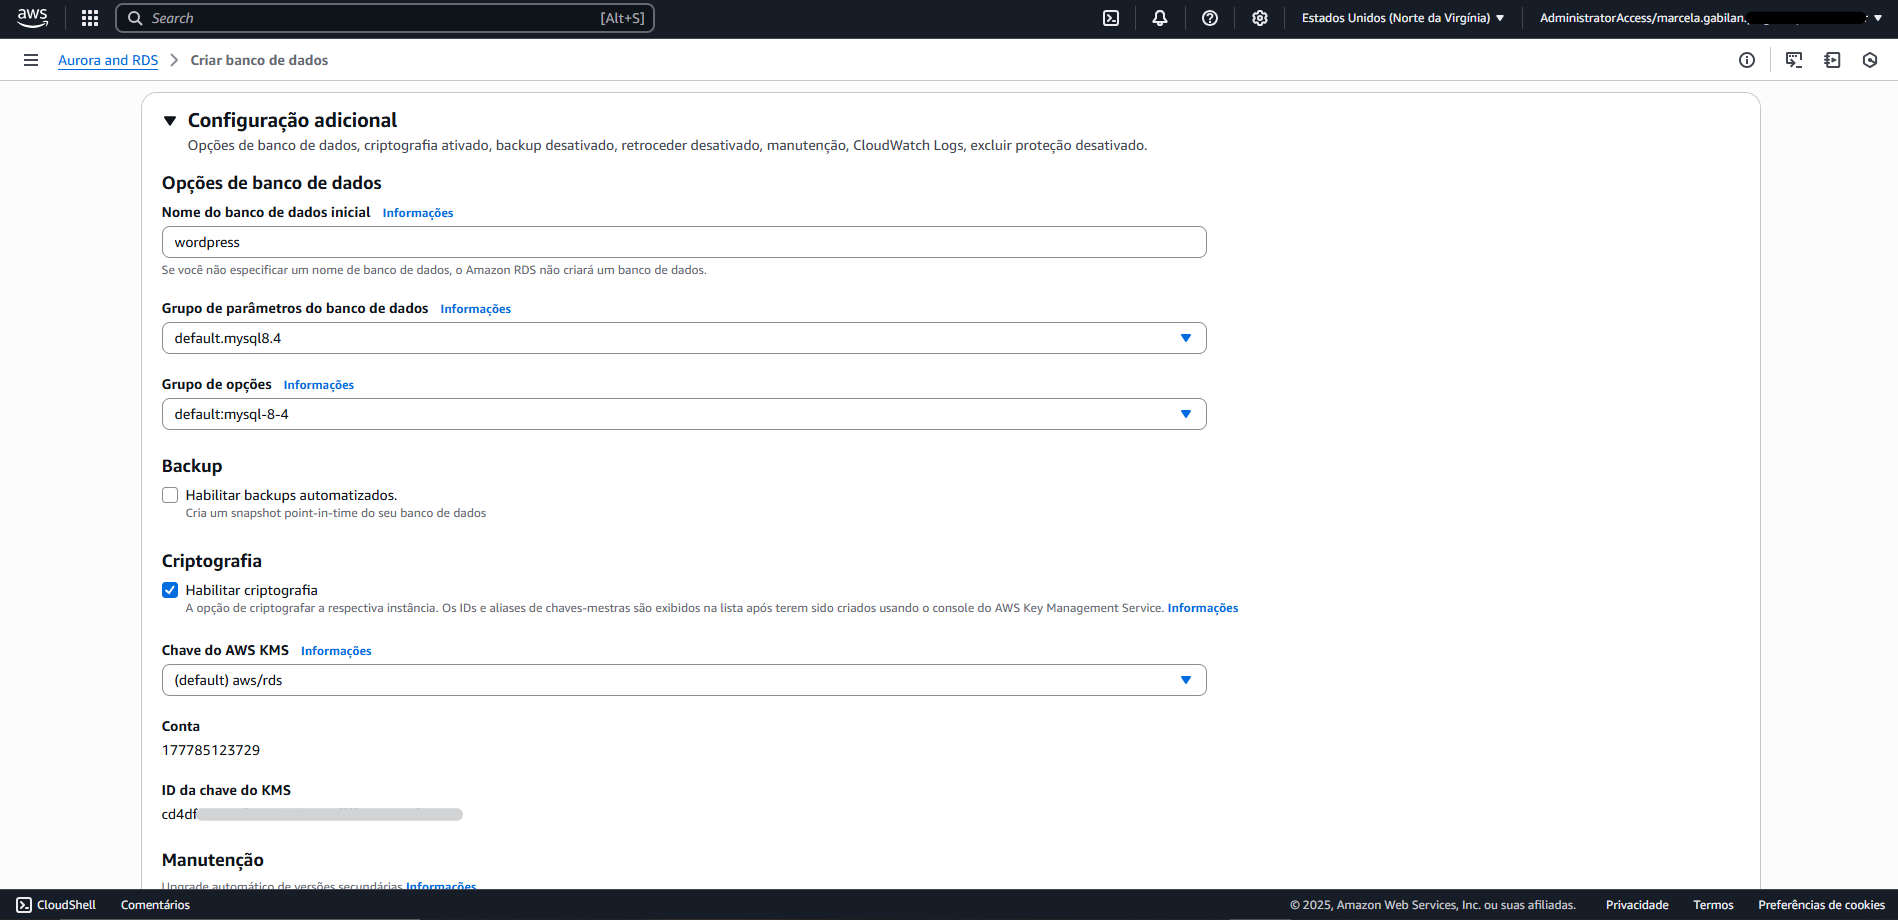 aws
Search [Alt+S]
Estados Unidos (Norte da Virgínia)
AdministratorAccess/marcela.gabilan.
Aurora and RDS > Criar banco de dados
Configuração adicional
Opções de banco de dados, criptografia ativado, backup desativado, retroceder desativado, manutenção, CloudWatch Logs, excluir proteção desativado.
Opções de banco de dados
Nome do banco de dados inicial Informações
wordpress
Se você não especificar um nome de banco de dados, o Amazon RDS não criará um banco de dados.
Grupo de parâmetros do banco de dados Informações
default.mysql8.4
Grupo de opções Informações
default:mysql-8-4
Backup
Habilitar backups automatizados.
Cria um snapshot point-in-time do seu banco de dados
Criptografia
Habilitar criptografia
A opção de criptografar a respectiva instância. Os IDs e aliases de chaves-mestras são exibidos na lista após terem sido criados usando o console do AWS Key Management Service. Informações
Chave do AWS KMS Informações
(default) aws/rds
Conta
177785123729
ID da chave do KMS
cd4df
Manutenção
Upgrade automático de versões secundárias Informações
CloudShell Comentários © 2025, Amazon Web Services, Inc. ou suas afiliadas. Privacidade Termos Preferências de cookies